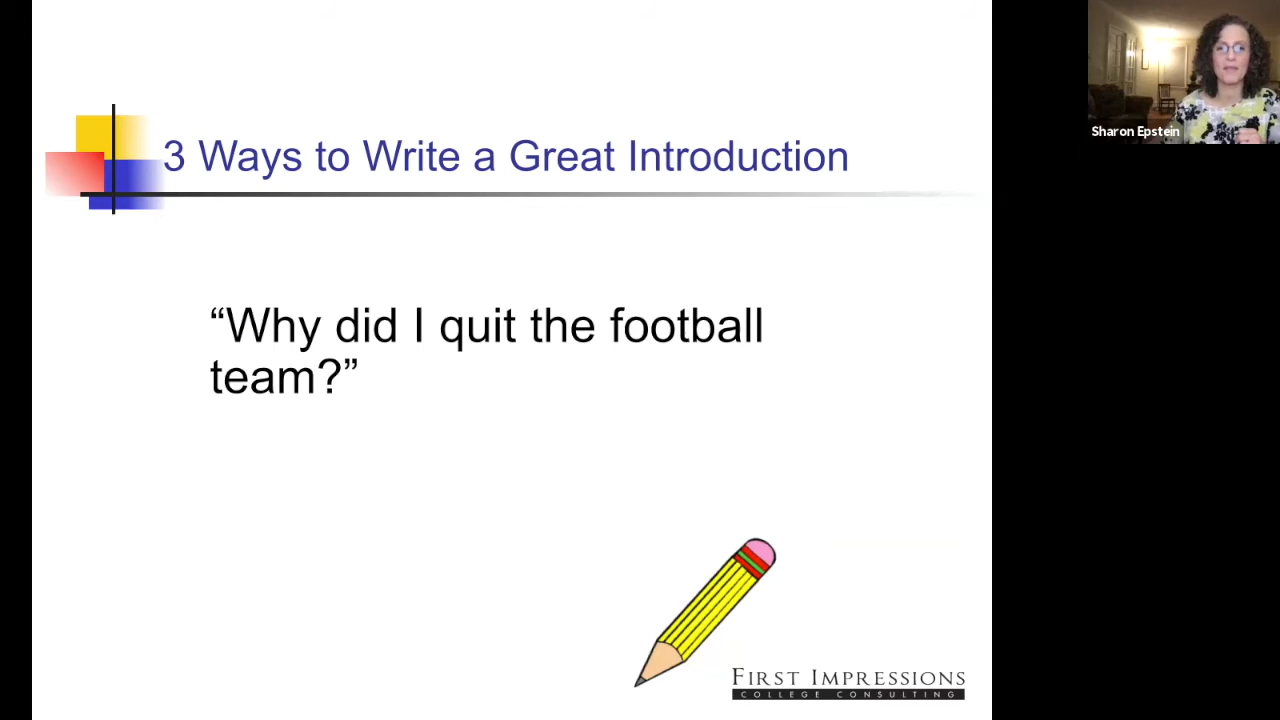 3 Ways to Write a Great Introduction
Sharon Epstein
“Why did I quit the football
team?”
FIRST IMPRESSIONS
COLLEGE CONSULTING